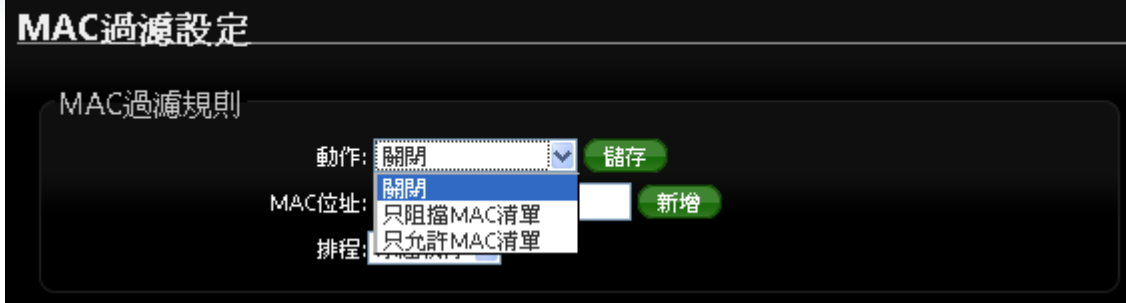 MAC過濾設定
MAC過濾規則
動作: 關閉 儲存
關閉
MAC位址: 新增
只阻擋MAC清單
只允許MAC清單
排程: